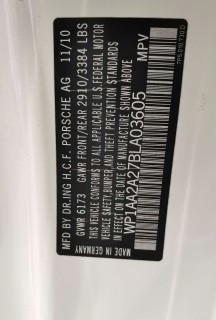 MFG BY DR.ING H.C.F. PORSCHE AG 11/10
GVWR 6173 GAWR FRONT/REAR 2910/3384 LBS
THIS VEHICLE CONFORMS TO ALL APPLICABLE U.S.FEDERAL MOTOR
VEHICLE SAFETY,BUMPER,AND THEFT PREVENTION STANDARDS
IN EFFECT ON THE DATE OF MANUFACTURE SHOWN ABOVE
WP1AA2A27BLA03605 MPV
MADE IN GERMANY